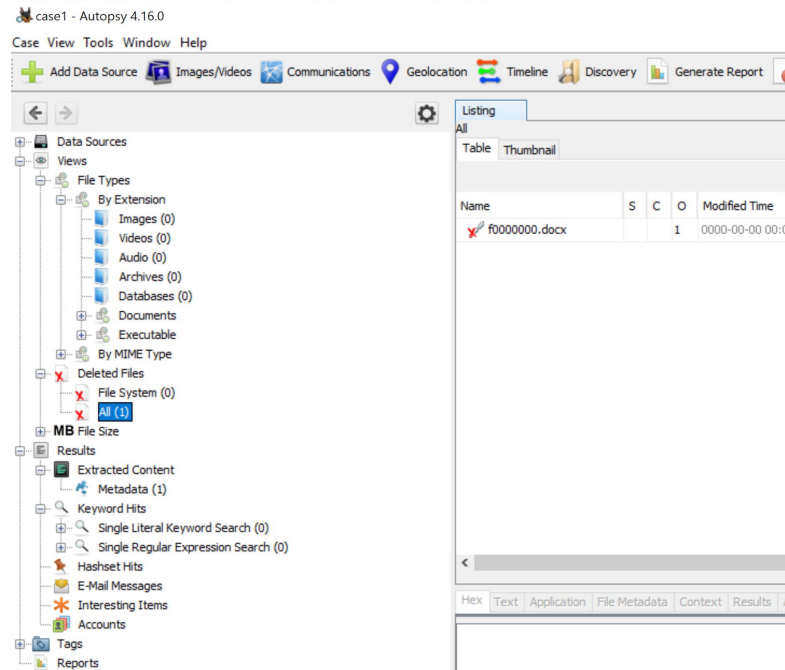 case1 - Autopsy 4.16.0
Case View Tools Window Help
Add Data Source Images/Videos Communications Geolocation Timeline Discovery Generate Report
Data Sources
Views
File Types
By Extension
Images (0)
Videos (0)
Audio (0)
Archives (0)
Databases (0)
Documents
Executable
By MIME Type
Deleted Files
File System (0)
All (1)
MB File Size
Results
Extracted Content
Metadata (1)
Keyword Hits
Single Literal Keyword Search (0)
Single Regular Expression Search (0)
Hashset Hits
E-Mail Messages
Interesting Items
Accounts
Tags
Reports
Listing
All
Table Thumbnail
Name S C O Modified Time
f0000000.docx 1 0000-00-00 00:
Hex Text Application File Metadata Context Results